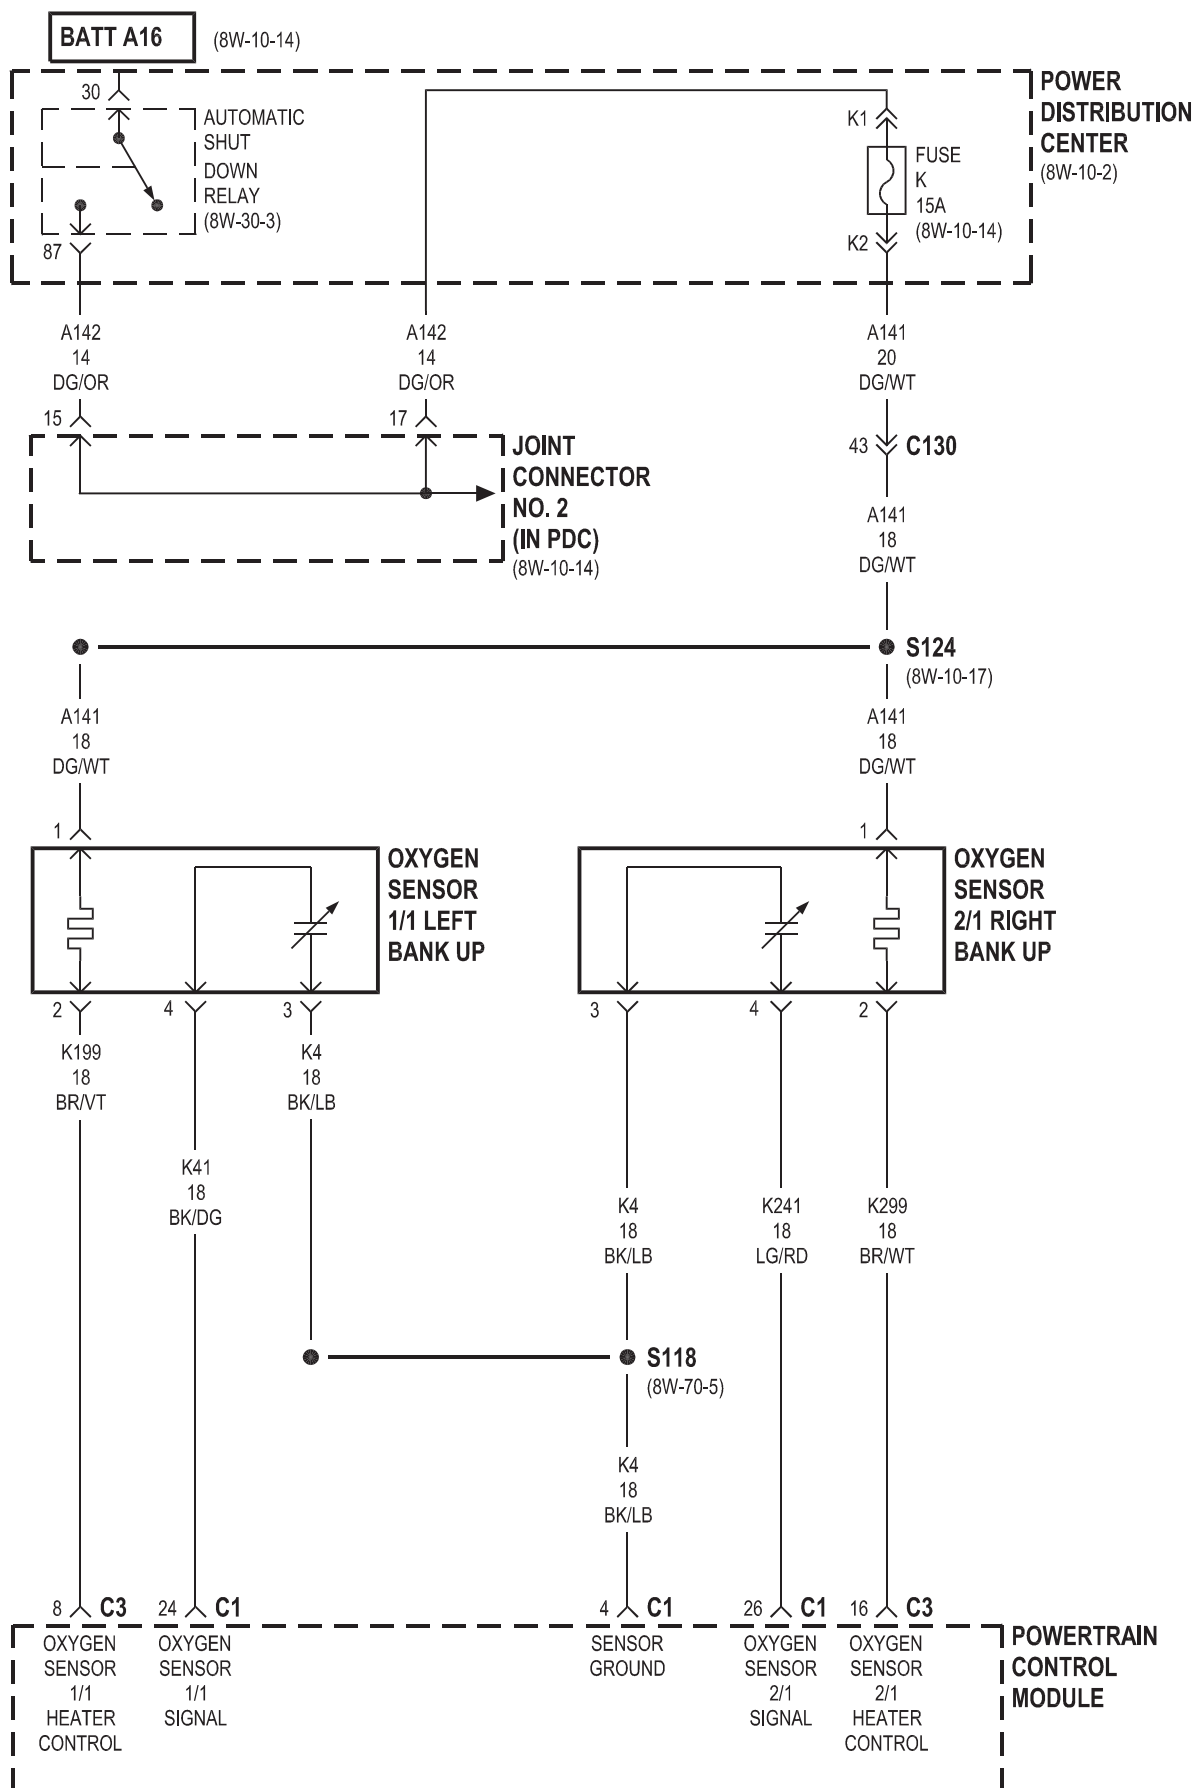 BATT A16
(8W-10-14)
30
AUTOMATIC
SHUT
DOWN
RELAY
(8W-30-3)
87
K1
FUSE
K
15A
(8W-10-14)
K2
POWER
DISTRIBUTION
CENTER
(8W-10-2)
A142
14
DG/OR
A142
14
DG/OR
A141
20
DG/WT
15
17
JOINT
CONNECTOR
NO. 2
(IN PDC)
(8W-10-14)
43
C130
A141
18
DG/WT
S124
(8W-10-17)
A141
18
DG/WT
A141
18
DG/WT
1
OXYGEN
SENSOR
1/1 LEFT
BANK UP
1
OXYGEN
SENSOR
2/1 RIGHT
BANK UP
2
4
3
3
4
2
K199
18
BR/VT
K4
18
BK/LB
K41
18
BK/DG
K4
18
BK/LB
K241
18
LG/RD
K299
18
BR/WT
S118
(8W-70-5)
K4
18
BK/LB
8
C3
24
C1
4
C1
26
C1
16
C3
OXYGEN
SENSOR
1/1
HEATER
CONTROL
OXYGEN
SENSOR
1/1
SIGNAL
SENSOR
GROUND
OXYGEN
SENSOR
2/1
SIGNAL
OXYGEN
SENSOR
2/1
HEATER
CONTROL
POWERTRAIN
CONTROL
MODULE